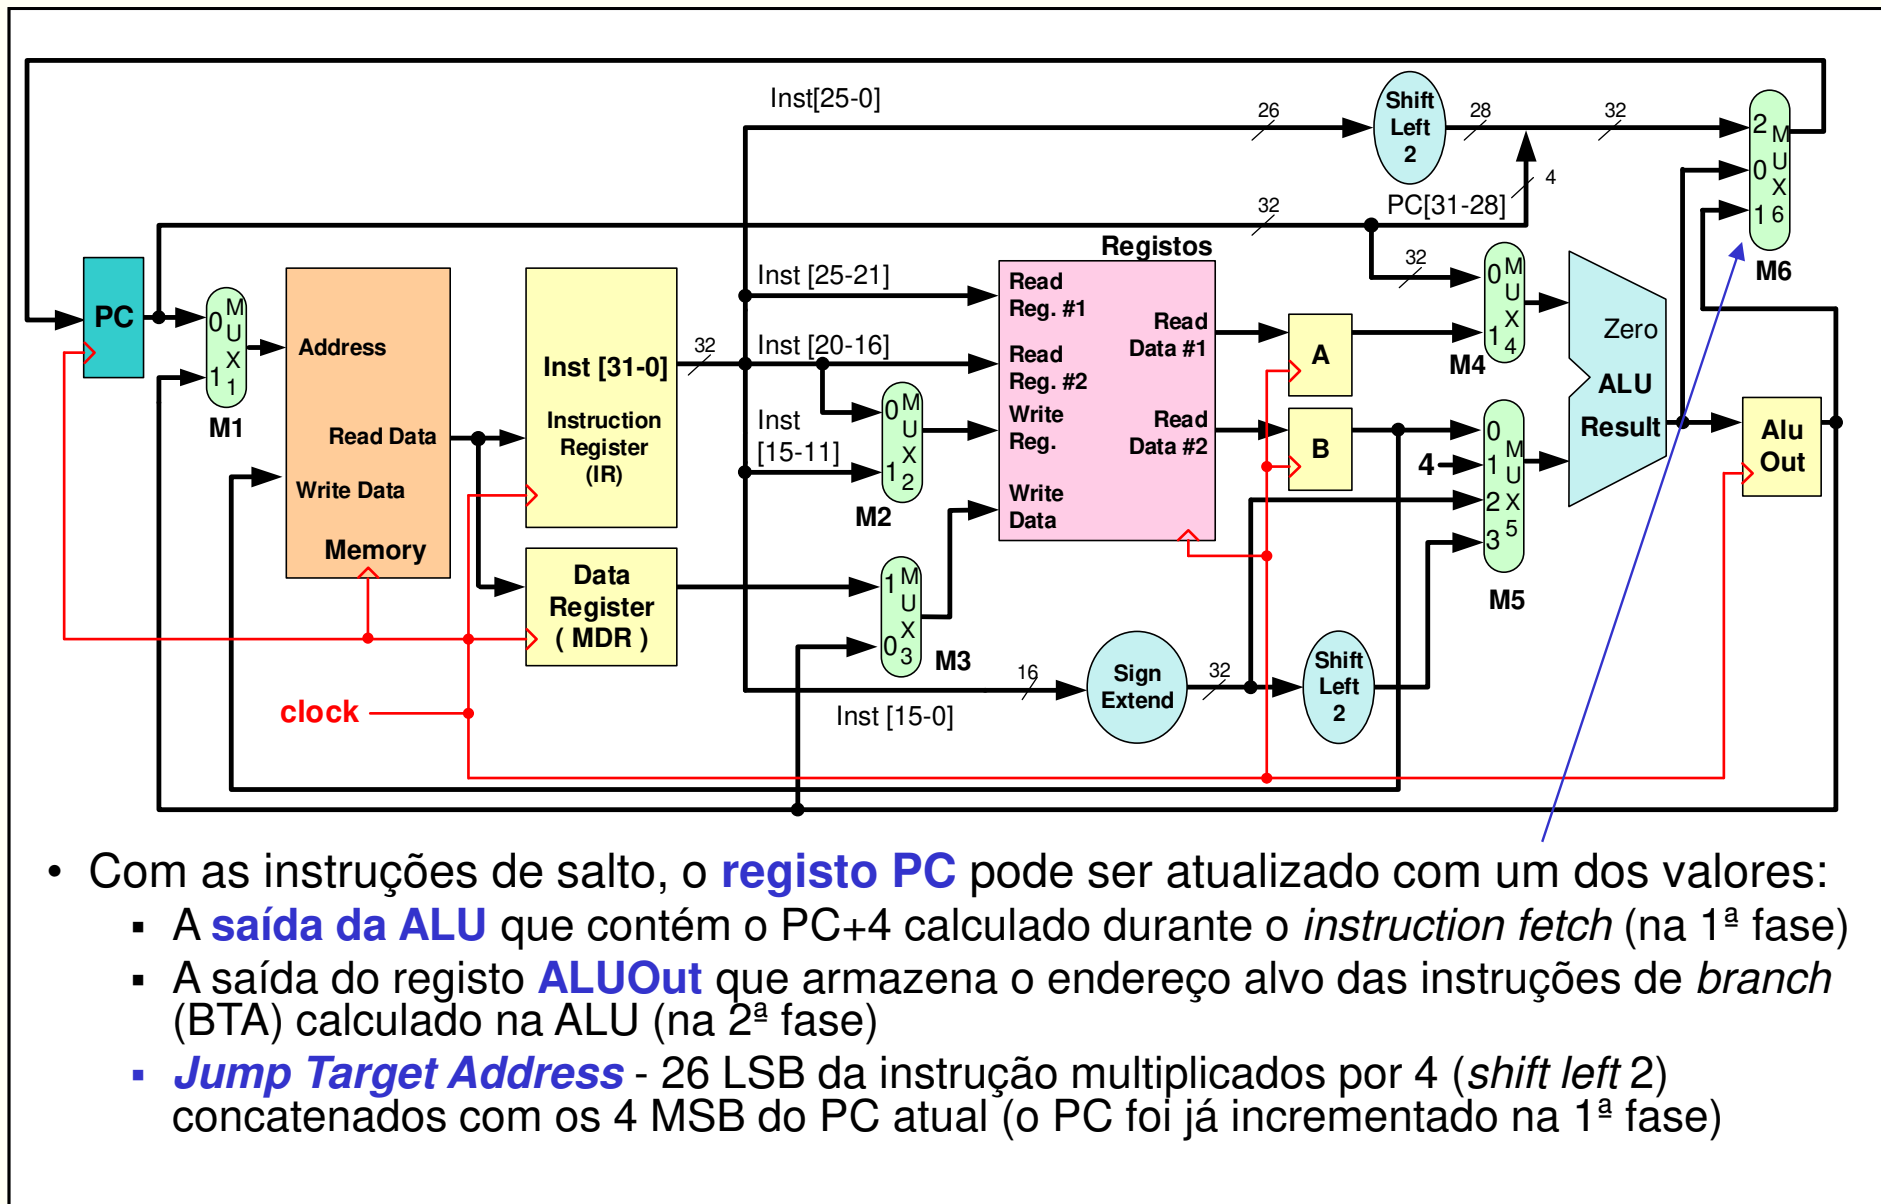 Inst[25-0]
26
Shift
Left
2
28
32
2
0
1
M
U
X
6
M6
4
PC[31-28]
32
32
PC
0
1
M
U
X
1
M1
Address
Read Data
Write Data
Memory
Inst [31-0]
Instruction
Register
(IR)
32
Data
Register
( MDR )
Inst [25-21]
Inst [20-16]
Inst
[15-11]
0
1
M
U
X
2
M2
1
0
M
U
X
3
M3
Registos
Read
Reg. #1
Read
Reg. #2
Write
Reg.
Write
Data
Read
Data #1
Read
Data #2
A
B
0
1
M
U
X
4
M4
4
0
1
2
3
M
U
X
5
M5
Zero
ALU
Result
Alu
Out
16
Inst [15-0]
Sign
Extend
32
Shift
Left
2
clock
• Com as instruções de salto, o registo PC pode ser atualizado com um dos valores:
▪ A saída da ALU que contém o PC+4 calculado durante o instruction fetch (na 1ª fase)
▪ A saída do registo ALUOut que armazena o endereço alvo das instruções de branch
(BTA) calculado na ALU (na 2ª fase)
▪ Jump Target Address - 26 LSB da instrução multiplicados por 4 (shift left 2)
concatenados com os 4 MSB do PC atual (o PC foi já incrementado na 1ª fase)